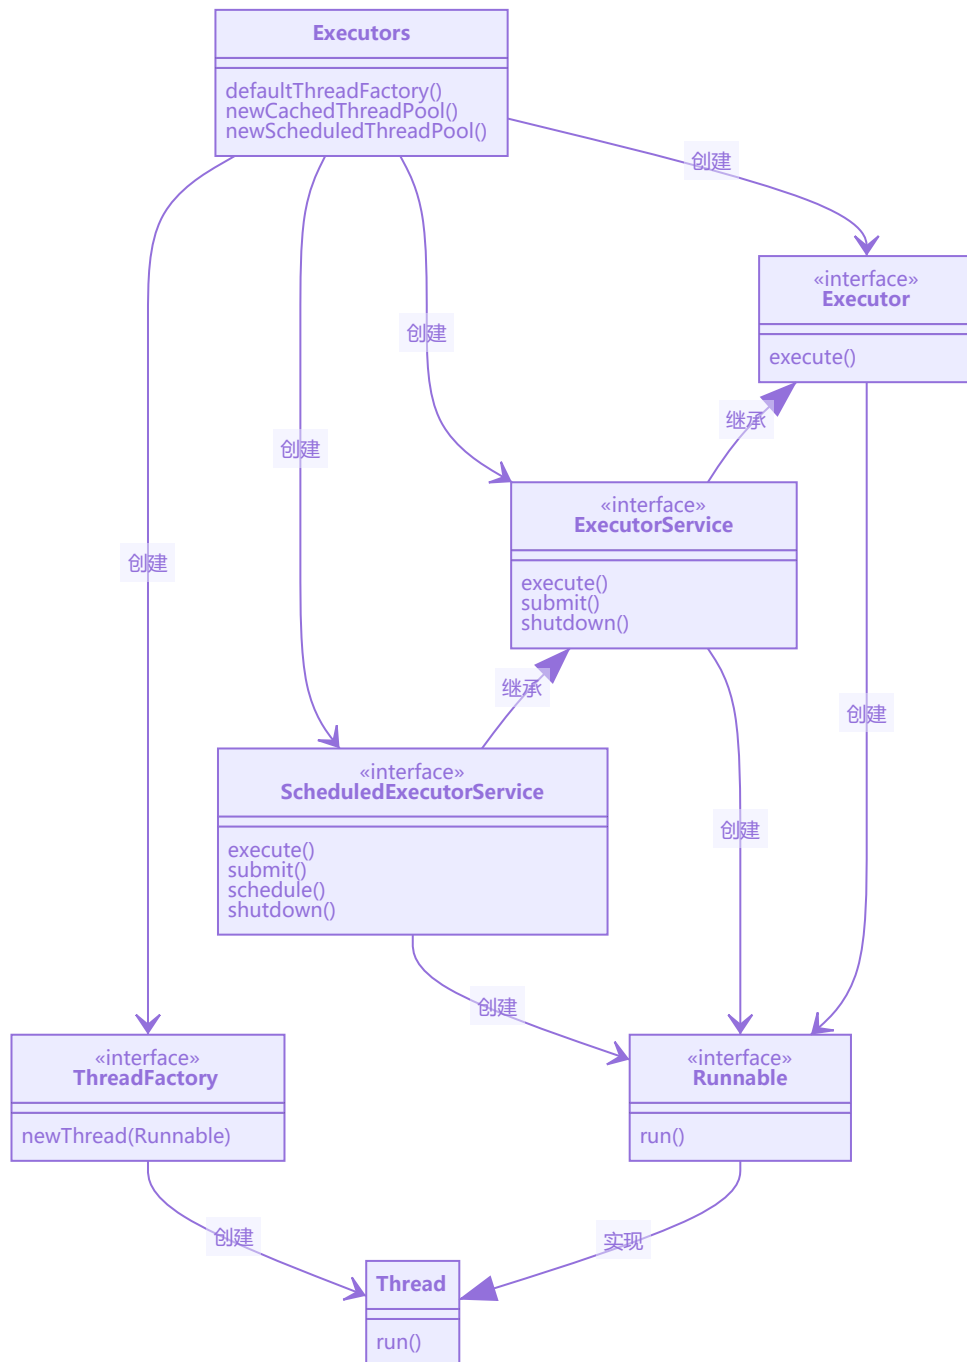 Executors
defaultThreadFactory()
newCachedThreadPool()
newScheduledThreadPool()
创建
«interface»
Executor
execute()
创建
继承
创建
«interface»
ExecutorService
execute()
submit()
shutdown()
创建
继承
创建
«interface»
ScheduledExecutorService
execute()
submit()
schedule()
shutdown()
创建
创建
«interface»
ThreadFactory
newThread(Runnable)
«interface»
Runnable
run()
创建
实现
Thread
run()